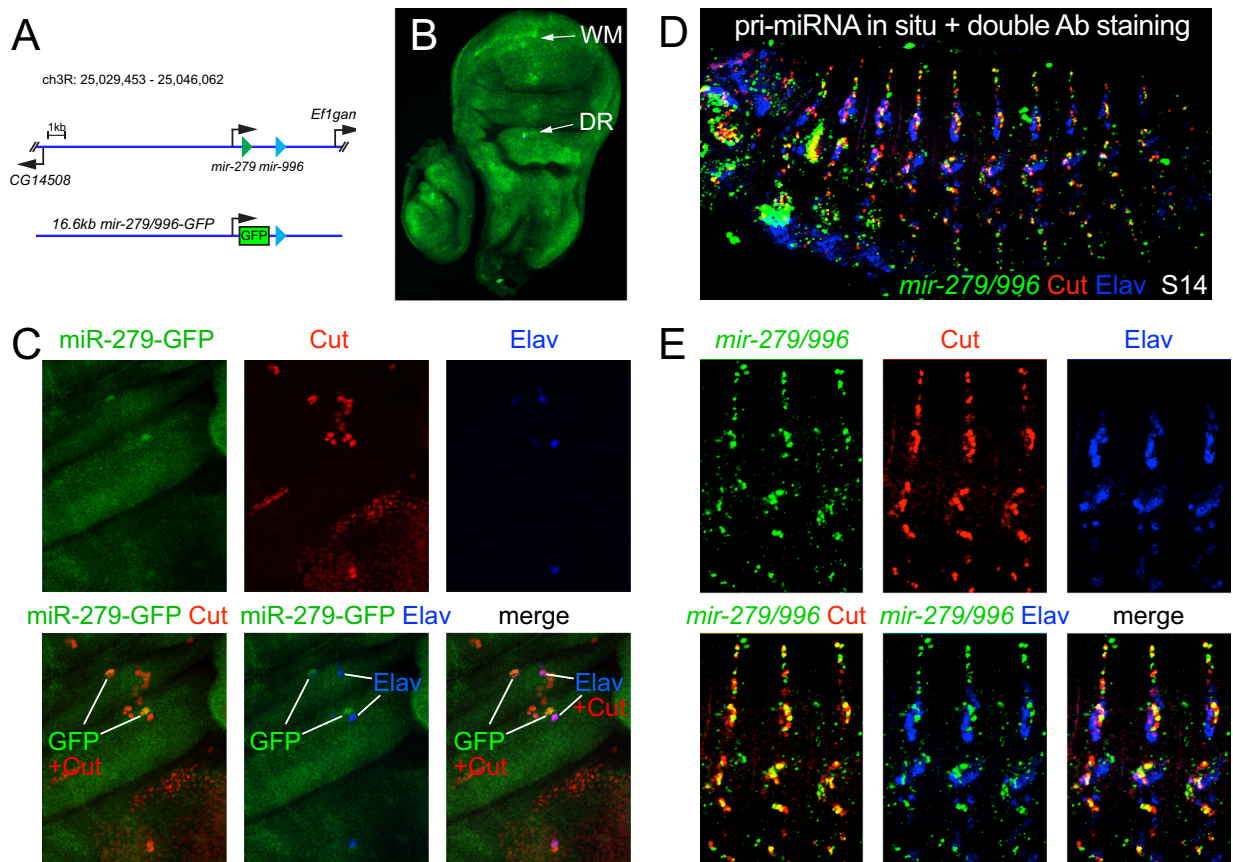 A
ch3R: 25,029,453 - 25,046,062
1kb
Ef1gam
mir-279 mir-996
CG14508
16.6kb mir-279/996-GFP
GFP
B
WM
DR
C
miR-279-GFP
Cut
Elav
miR-279-GFP Cut
miR-279-GFP Elav
merge
GFP
+Cut
Elav
GFP
Elav
+Cut
GFP
+Cut
D
pri-miRNA in situ + double Ab staining
mir-279/996 Cut Elav S14
E
mir-279/996
Cut
Elav
mir-279/996 Cut
mir-279/996 Elav
merge